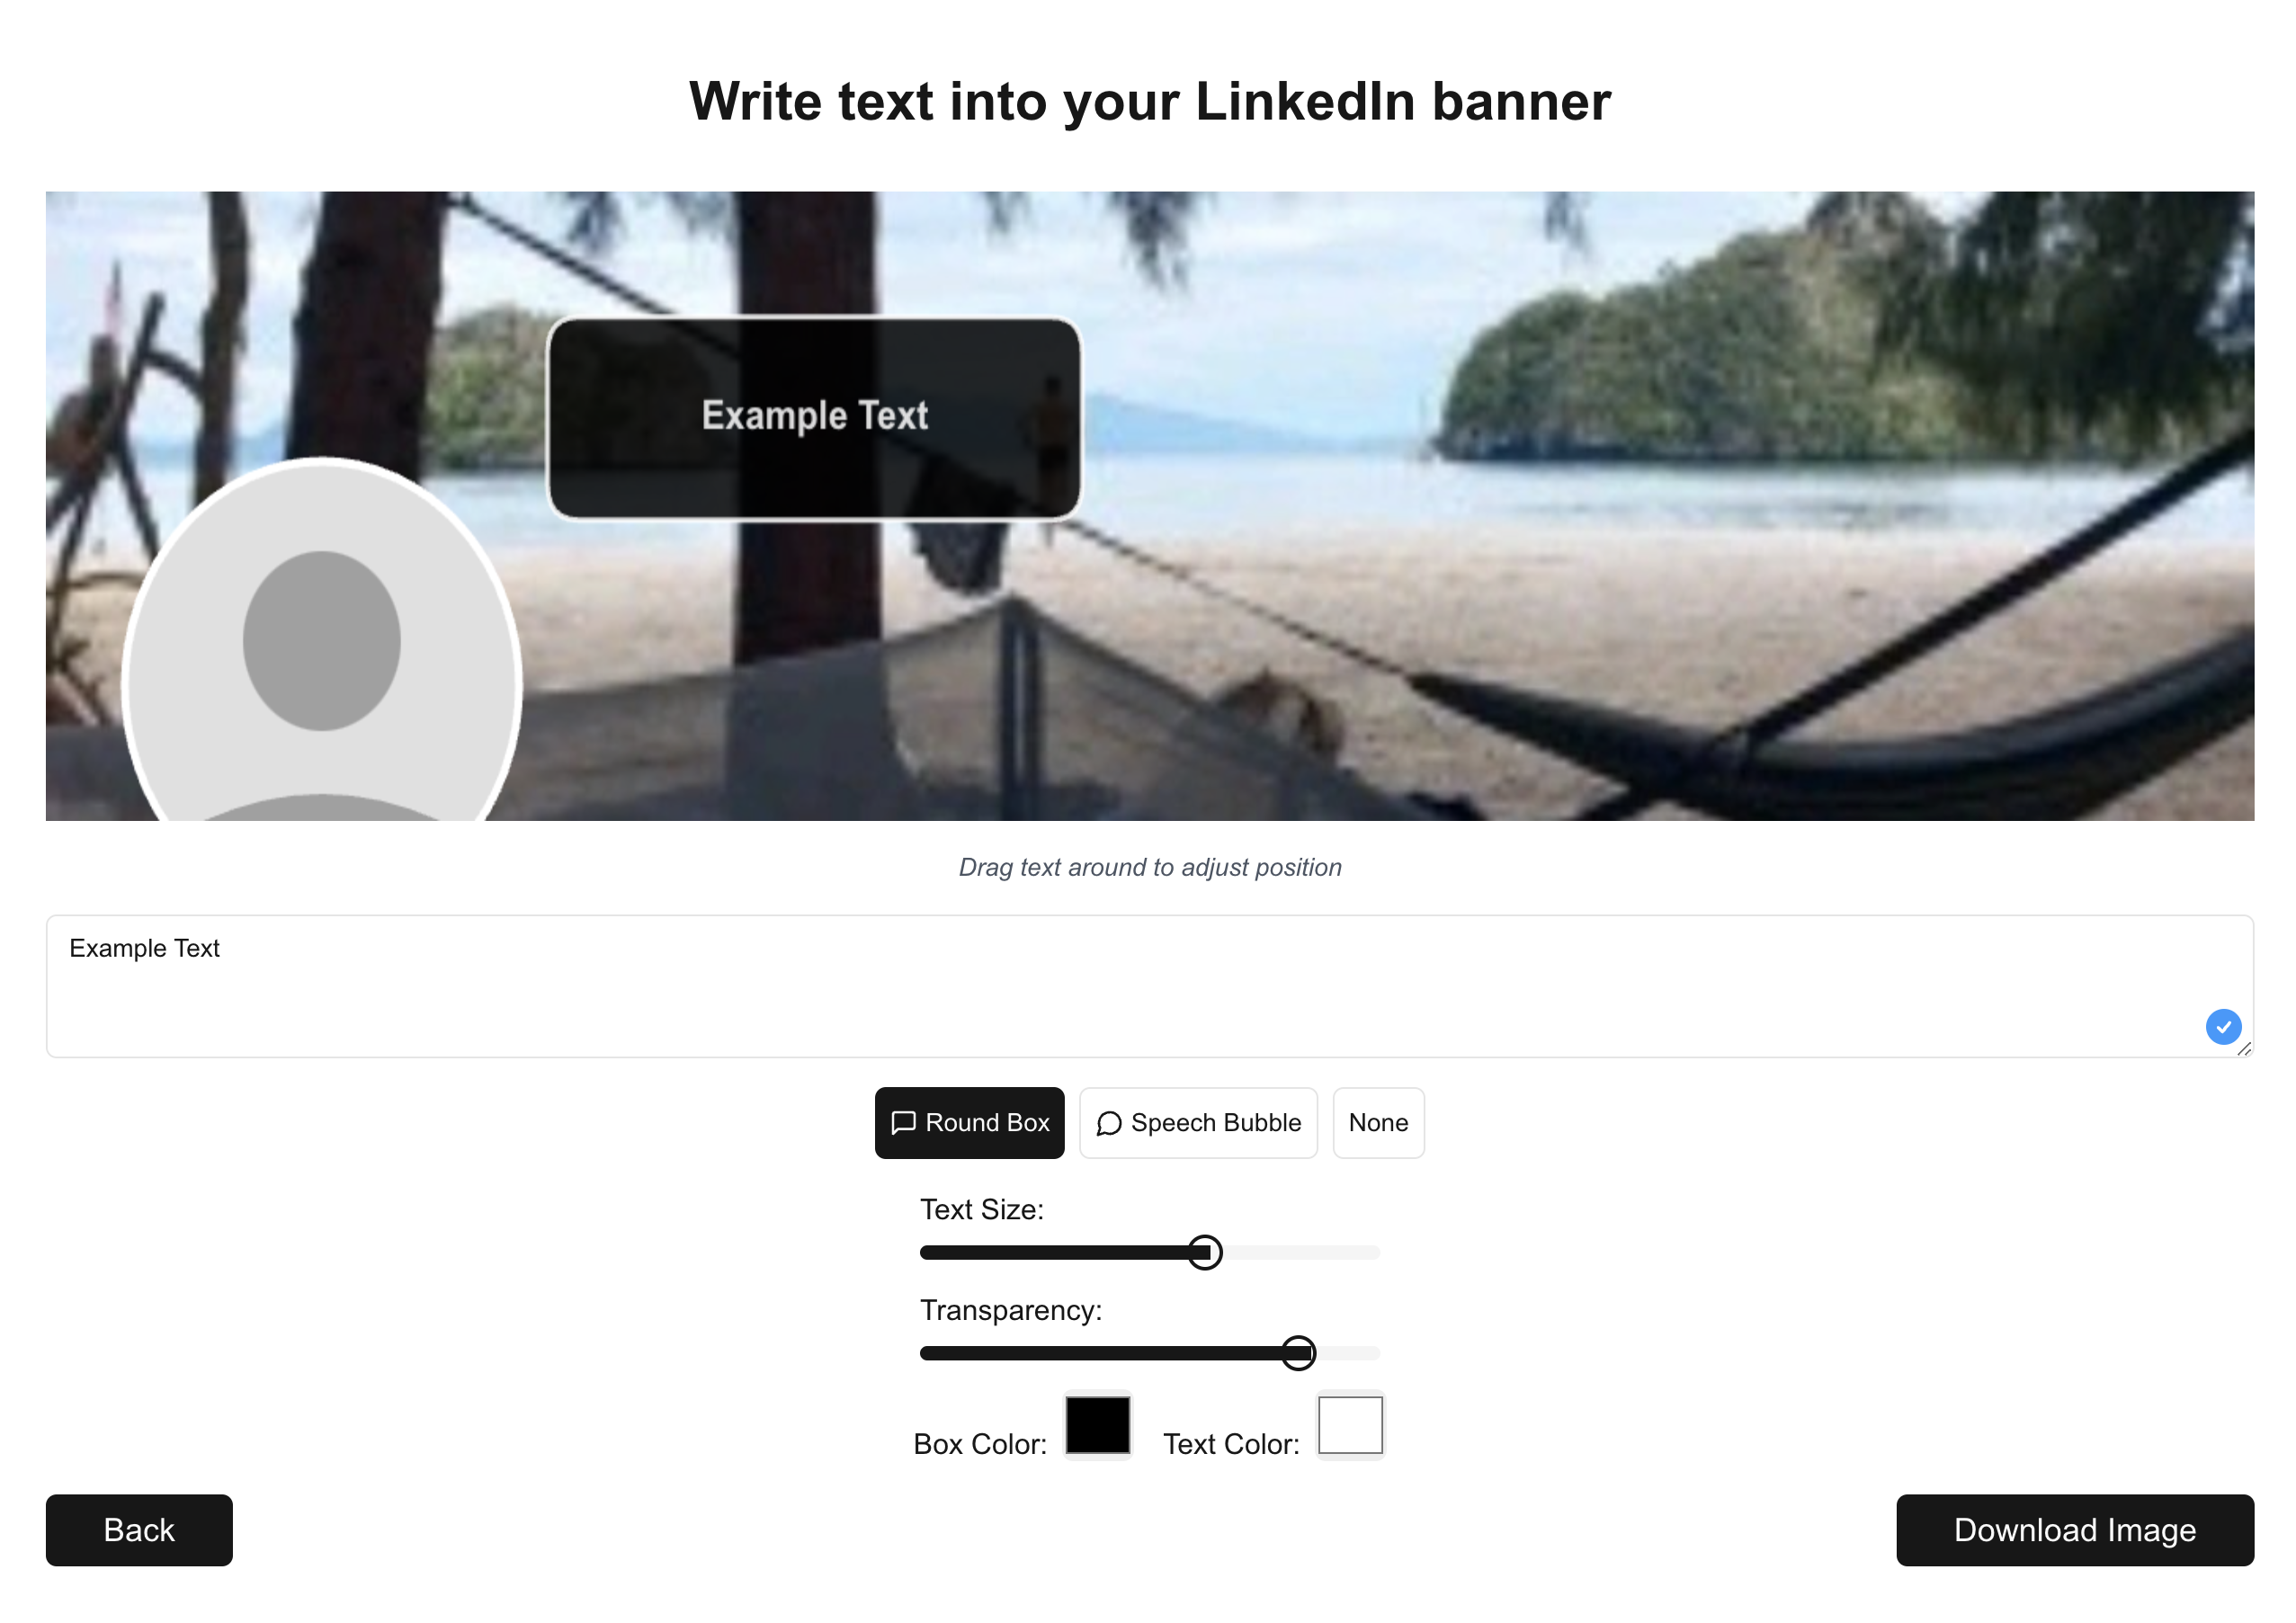 Write text into your LinkedIn banner
Example Text
Drag text around to adjust position
Example Text
Round Box
Speech Bubble
None
Text Size:
Transparency:
Box Color:
Text Color:
Back
Download Image